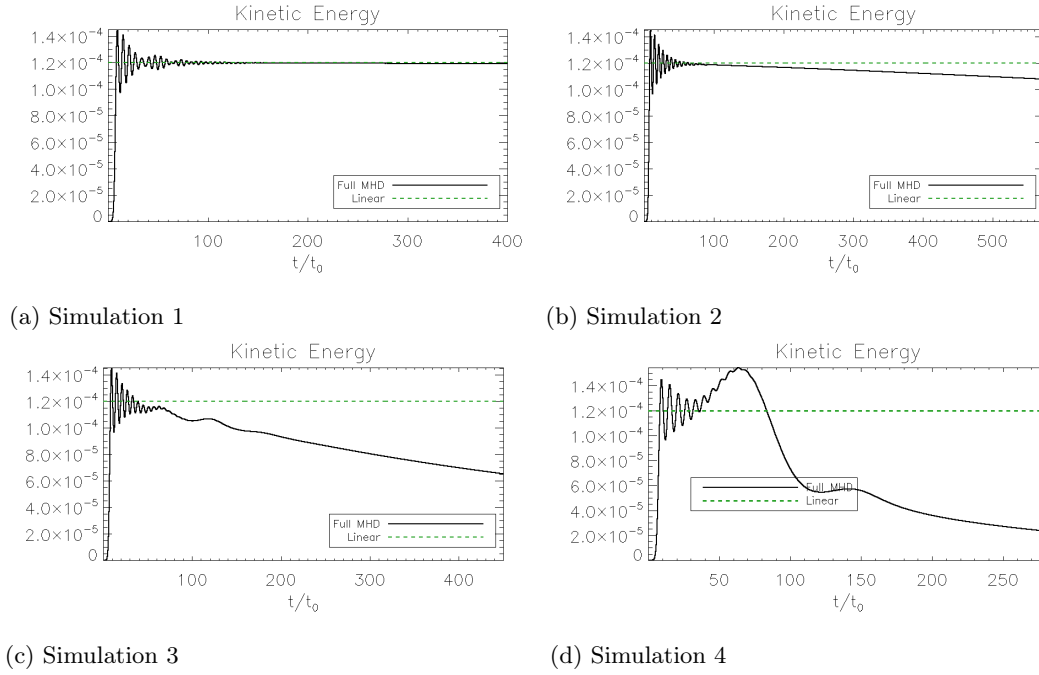 Kinetic Energy
1.4×10⁻⁴
1.2×10⁻⁴
1.0×10⁻⁴
8.0×10⁻⁵
6.0×10⁻⁵
4.0×10⁻⁵
2.0×10⁻⁵
0
Full MHD
Linear
100 200 300 400
t/t₀
(a) Simulation 1
Kinetic Energy
1.4×10⁻⁴
1.2×10⁻⁴
1.0×10⁻⁴
8.0×10⁻⁵
6.0×10⁻⁵
4.0×10⁻⁵
2.0×10⁻⁵
0
Full MHD
Linear
100 200 300 400 500
t/t₀
(b) Simulation 2
Kinetic Energy
1.4×10⁻⁴
1.2×10⁻⁴
1.0×10⁻⁴
8.0×10⁻⁵
6.0×10⁻⁵
4.0×10⁻⁵
2.0×10⁻⁵
0
Full MHD
Linear
100 200 300 400
t/t₀
(c) Simulation 3
Kinetic Energy
1.4×10⁻⁴
1.2×10⁻⁴
1.0×10⁻⁴
8.0×10⁻⁵
6.0×10⁻⁵
4.0×10⁻⁵
2.0×10⁻⁵
0
Full MHD
Linear
50 100 150 200 250
t/t₀
(d) Simulation 4